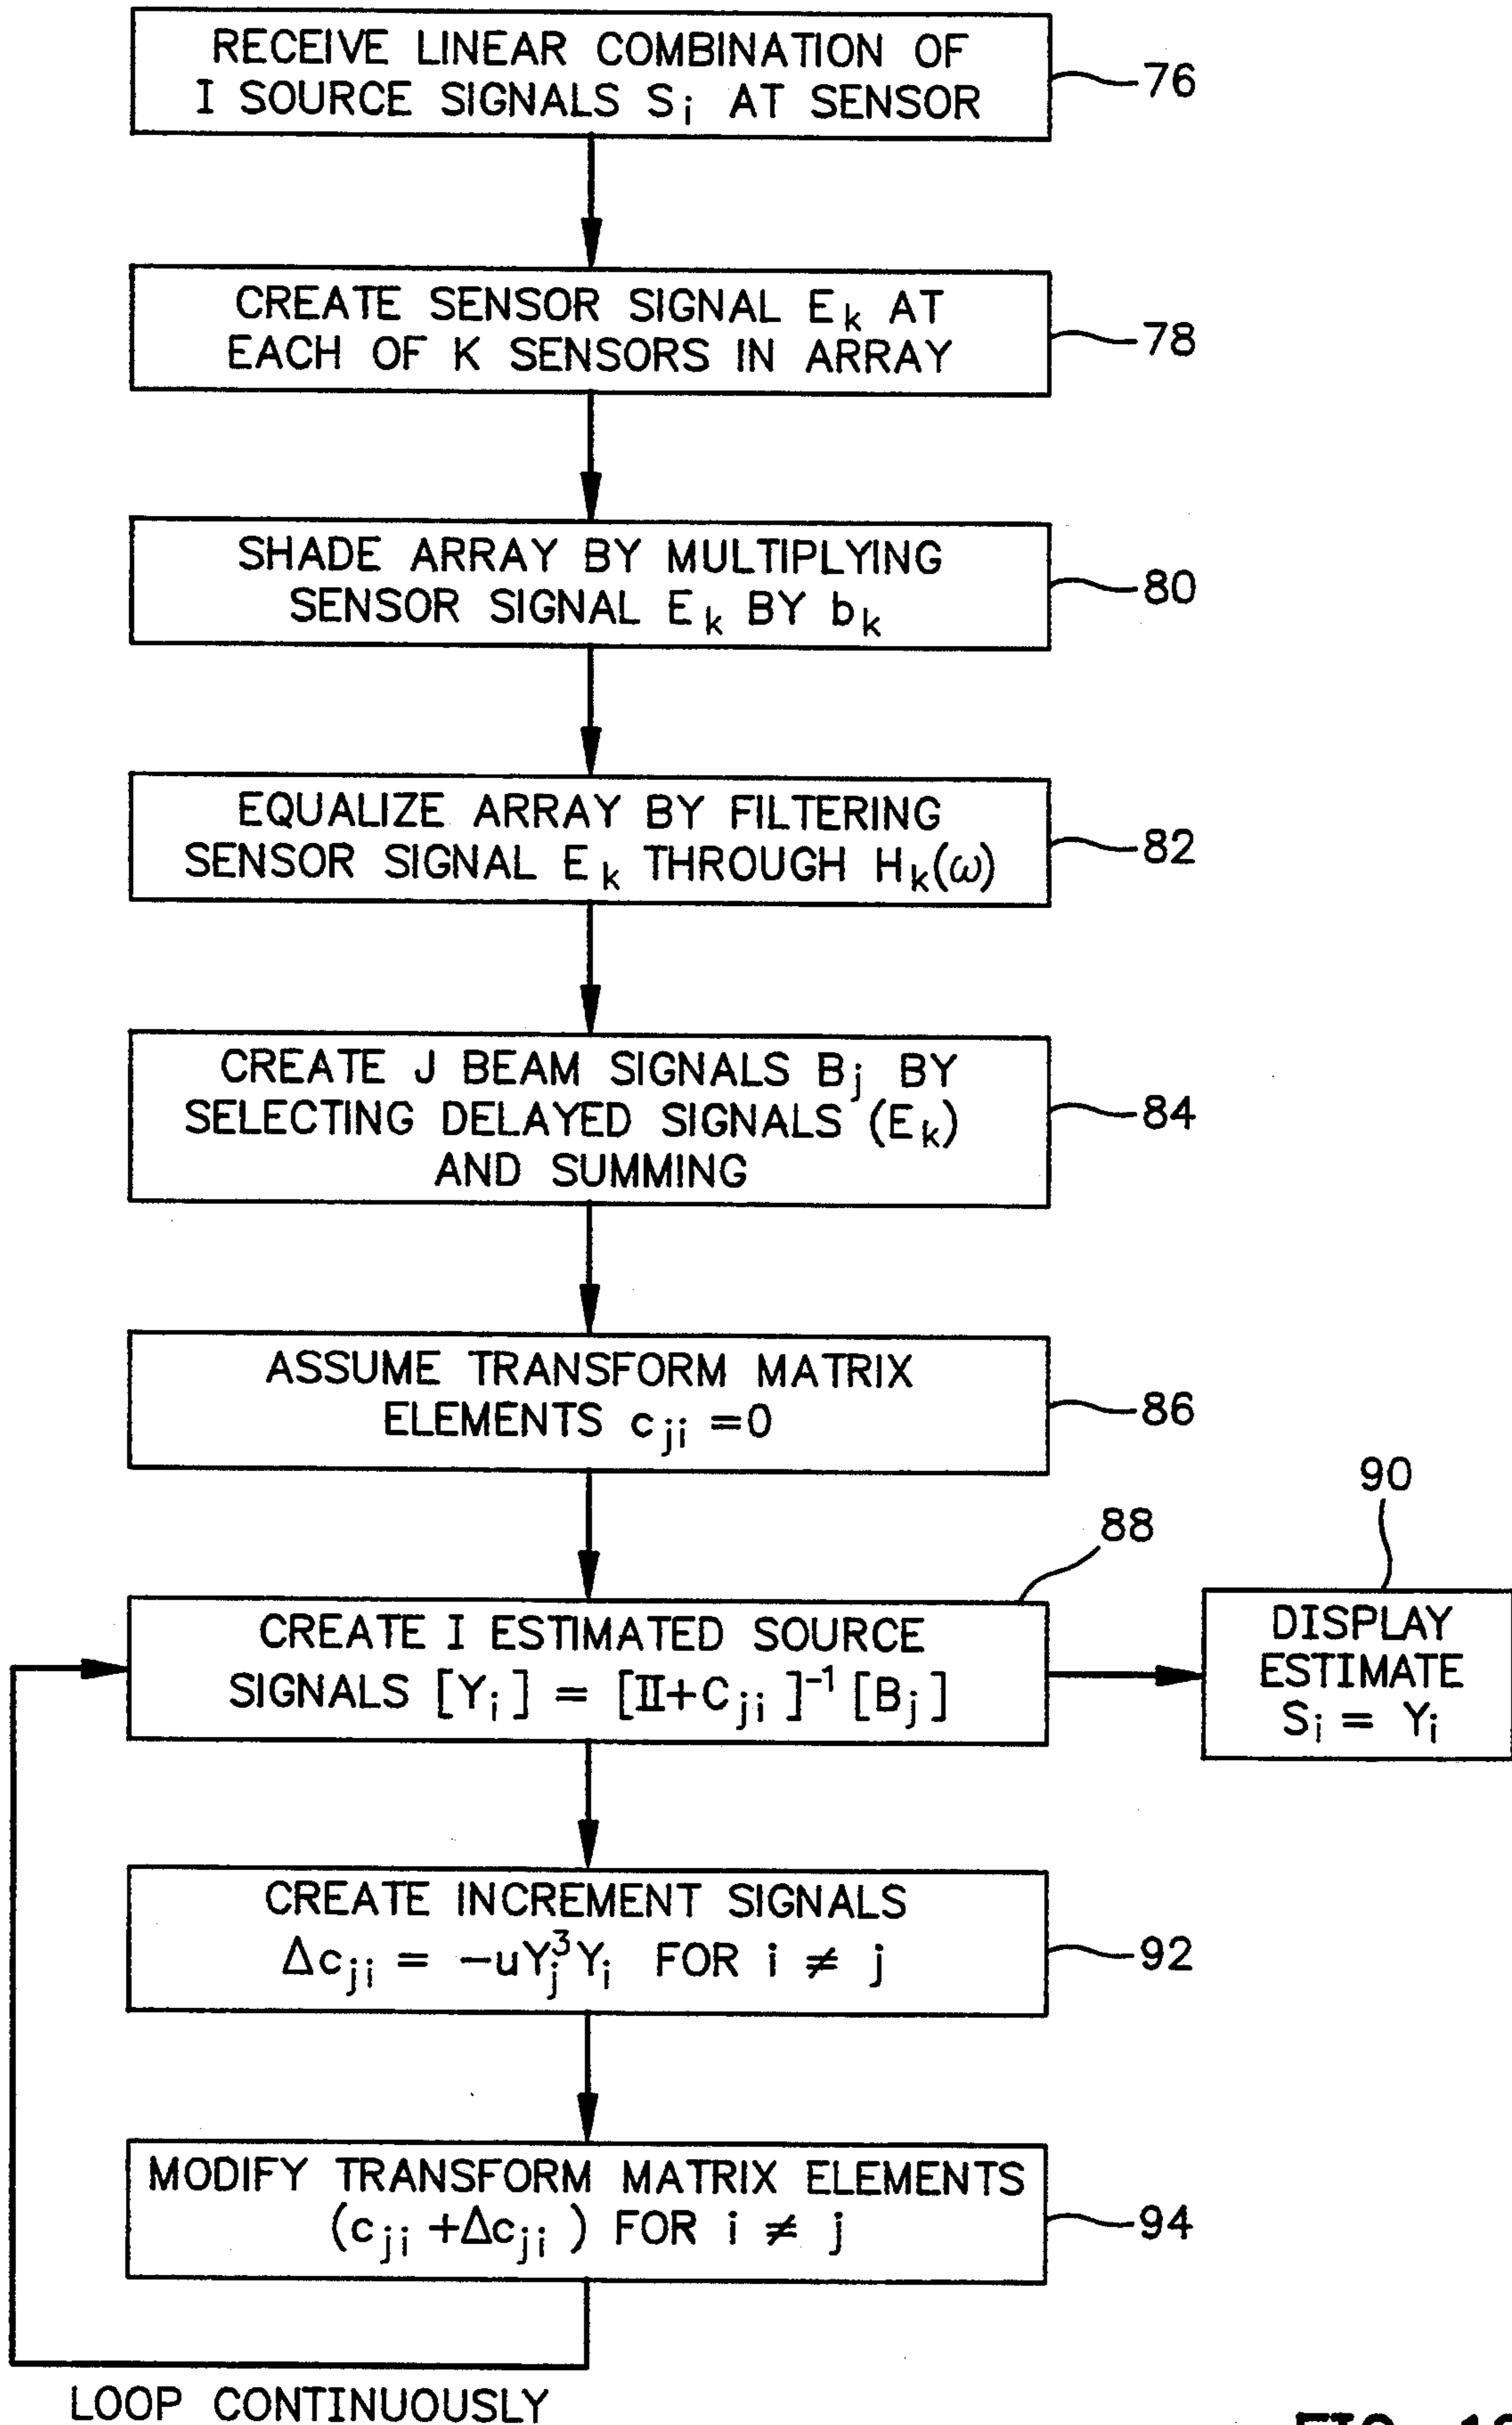 RECEIVE LINEAR COMBINATION OF
I SOURCE SIGNALS Sᵢ AT SENSOR
76
CREATE SENSOR SIGNAL Eₖ AT
EACH OF K SENSORS IN ARRAY
78
SHADE ARRAY BY MULTIPLYING
SENSOR SIGNAL Eₖ BY bₖ
80
EQUALIZE ARRAY BY FILTERING
SENSOR SIGNAL Eₖ THROUGH Hₖ(ω)
82
CREATE J BEAM SIGNALS Bⱼ BY
SELECTING DELAYED SIGNALS (Eₖ)
AND SUMMING
84
ASSUME TRANSFORM MATRIX
ELEMENTS cⱼᵢ =0
86
88
CREATE I ESTIMATED SOURCE
SIGNALS [Yᵢ] = [II+Cⱼᵢ ]⁻¹ [Bⱼ]
90
DISPLAY
ESTIMATE
Sᵢ = Yᵢ
CREATE INCREMENT SIGNALS
Δcⱼᵢ = -uYⱼ³Yᵢ FOR i ≠ j
92
MODIFY TRANSFORM MATRIX ELEMENTS
(cⱼᵢ +Δcⱼᵢ ) FOR i ≠ j
94
LOOP CONTINUOUSLY